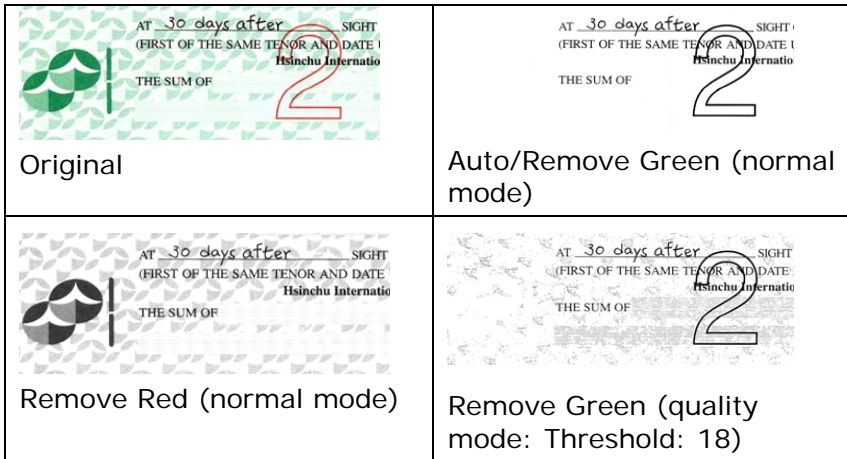 AT 30 days after SIGHT
(FIRST OF THE SAME TENOR AND DATE
Hsinchu Internatio
THE SUM OF
2
Original
AT 30 days after SIGHT
(FIRST OF THE SAME TENOR AND DATE
Hsinchu Internatio
THE SUM OF
2
Auto/Remove Green (normal
mode)
AT 30 days after SIGHT
(FIRST OF THE SAME TENOR AND DATE
Hsinchu Internatio
THE SUM OF
Remove Red (normal mode)
AT 30 days after SIGHT
(FIRST OF THE SAME TENOR AND DATE
Hsinchu Internatio
THE SUM OF
2
Remove Green (quality
mode: Threshold: 18)